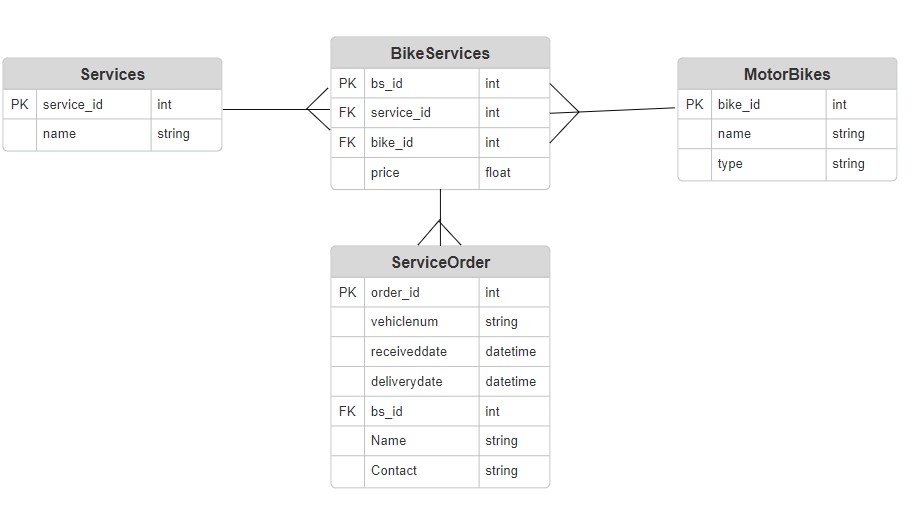 Services
PK service_id int
name string
BikeServices
PK bs_id int
FK service_id int
FK bike_id int
price float
MotorBikes
PK bike_id int
name string
type string
ServiceOrder
PK order_id int
vehiclenum string
receiveddate datetime
deliverydate datetime
FK bs_id int
Name string
Contact string